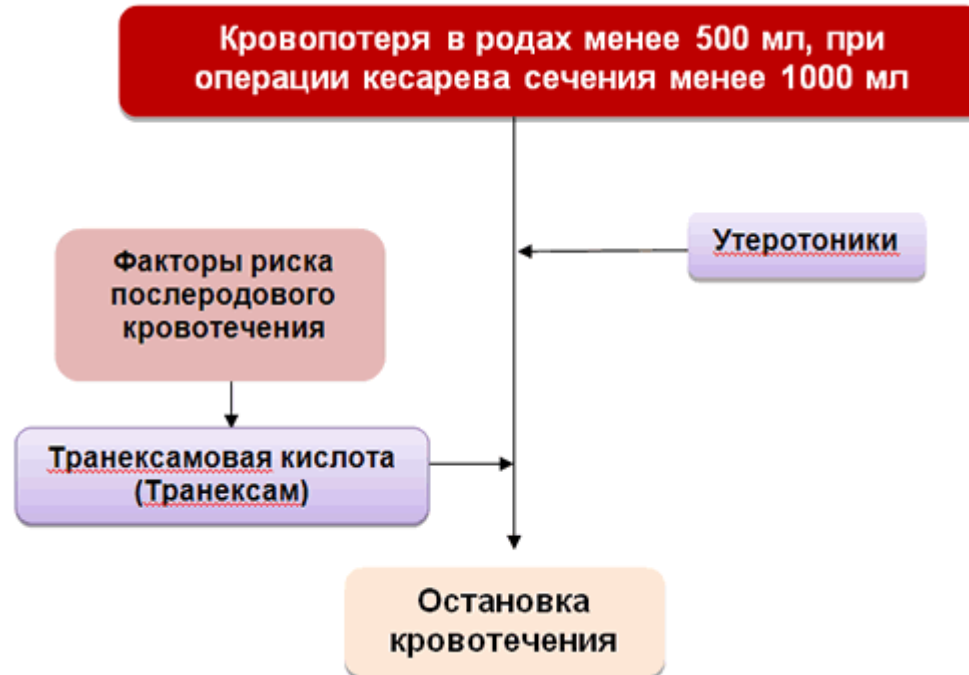 Кровопотеря в родах менее 500 мл, при
операции кесарева сечения менее 1000 мл
Утеротоники
Факторы риска
послеродового
кровотечения
Транексамовая кислота
(Транексам)
Остановка
кровотечения